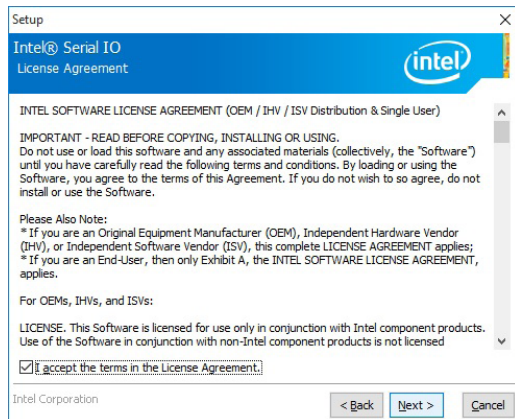 Setup
Intel® Serial IO
License Agreement
intel
INTEL SOFTWARE LICENSE AGREEMENT (OEM / IHV / ISV Distribution & Single User)
IMPORTANT - READ BEFORE COPYING, INSTALLING OR USING.
Do not use or load this software and any associated materials (collectively, the "Software")
until you have carefully read the following terms and conditions. By loading or using the
Software, you agree to the terms of this Agreement. If you do not wish to so agree, do not
install or use the Software.
Please Also Note:
* If you are an Original Equipment Manufacturer (OEM), Independent Hardware Vendor
(IHV), or Independent Software Vendor (ISV), this complete LICENSE AGREEMENT applies;
* If you are an End-User, then only Exhibit A, the INTEL SOFTWARE LICENSE AGREEMENT,
applies.
For OEMs, IHVs, and ISVs:
LICENSE. This Software is licensed for use only in conjunction with Intel component products.
Use of the Software in conjunction with non-Intel component products is not licensed
I accept the terms in the License Agreement.
Intel Corporation
< Back Next > Cancel